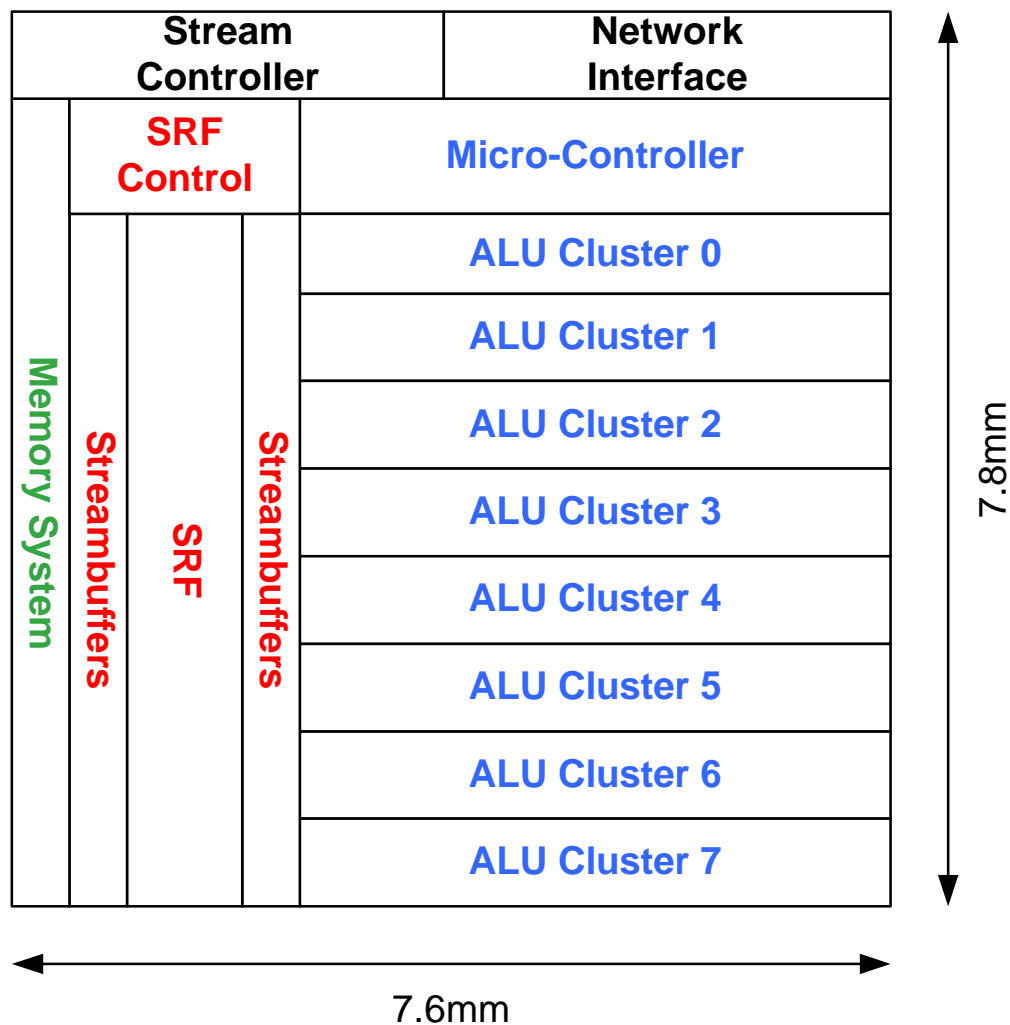 Stream
Controller
Network
Interface
SRF
Control
Micro-Controller
Memory System
Streambuffers
SRF
Streambuffers
ALU Cluster 0
ALU Cluster 1
ALU Cluster 2
ALU Cluster 3
ALU Cluster 4
ALU Cluster 5
ALU Cluster 6
ALU Cluster 7
7.8mm
7.6mm